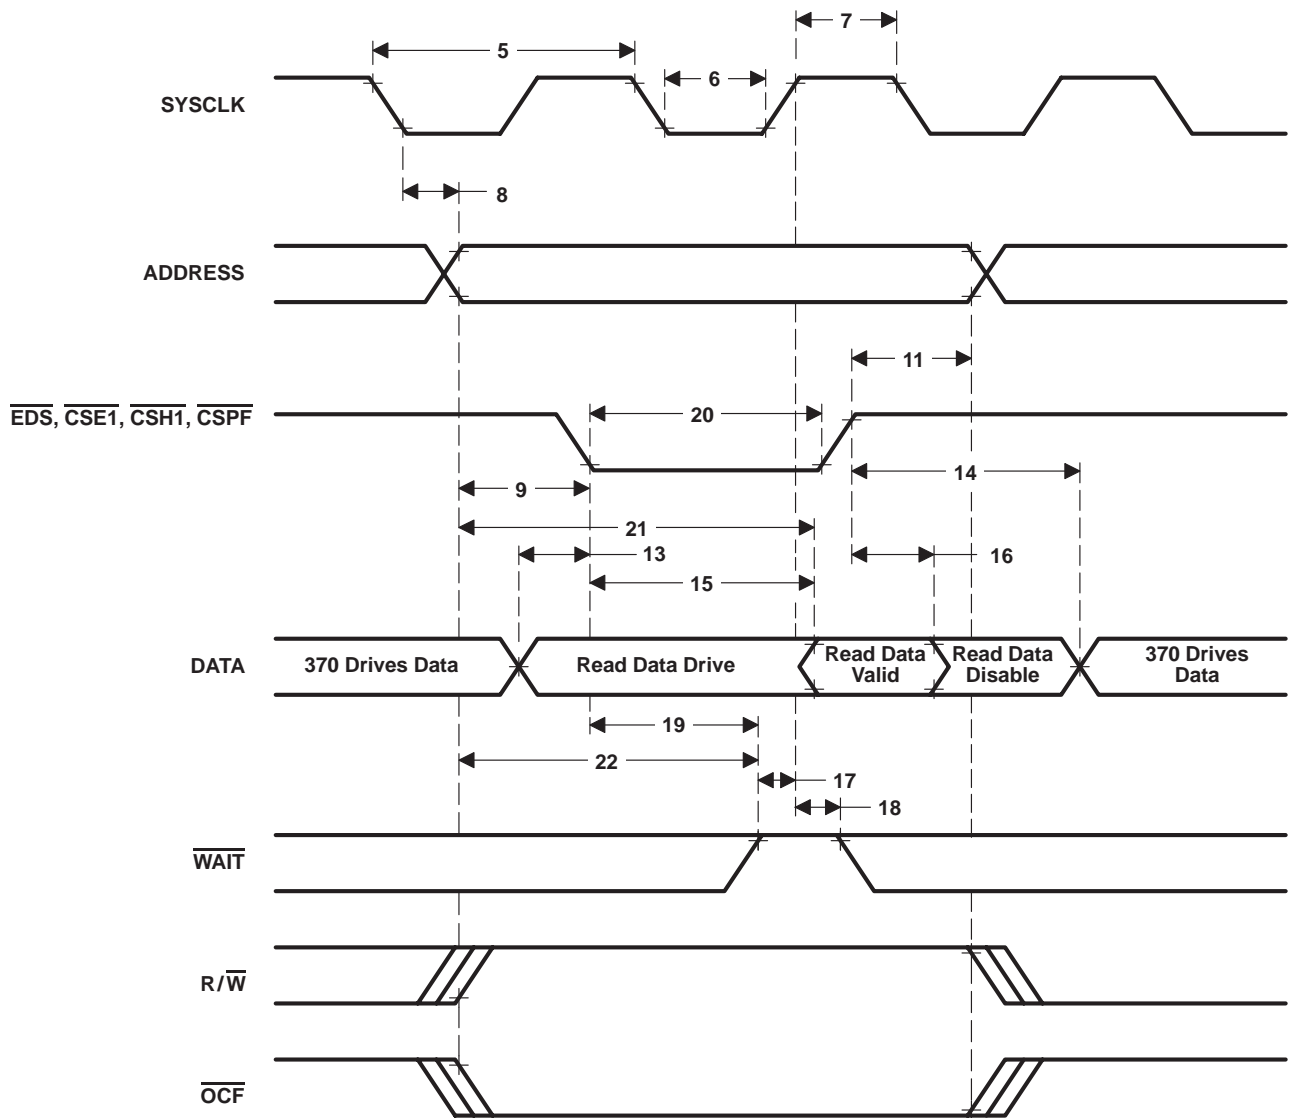 7
5
6
SYSCLK
8
ADDRESS
11
EDS, CSE1, CSH1, CSPF
20
14
9
21
13
16
15
DATA
370 Drives Data
Read Data Drive
Read Data
Valid
Read Data
Disable
370 Drives
Data
19
22
17
18
WAIT
R/W
OCF